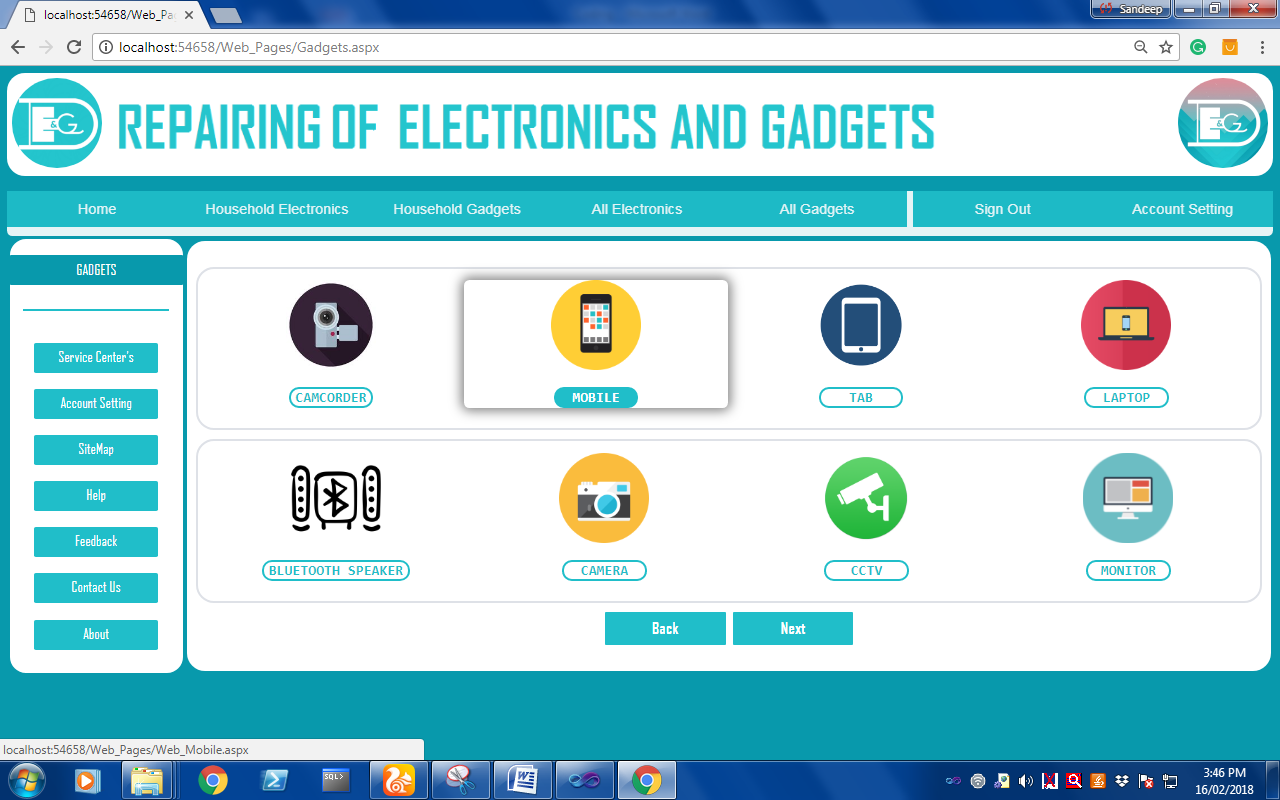 localhost:54658/Web_Pa
Sandeep
localhost:54658/Web_Pages/Gadgets.aspx
E&G
REPAIRING OF ELECTRONICS AND GADGETS
E&G
Home Household Electronics Household Gadgets All Electronics All Gadgets Sign Out Account Setting
GADGETS
Service Center's
Account Setting
SiteMap
Help
Feedback
Contact Us
About
CAMCORDER MOBILE TAB LAPTOP
BLUETOOTH SPEAKER CAMERA CCTV MONITOR
Back Next
localhost:54658/Web_Pages/Web_Mobile.aspx
SQL>
3:46 PM
16/02/2018